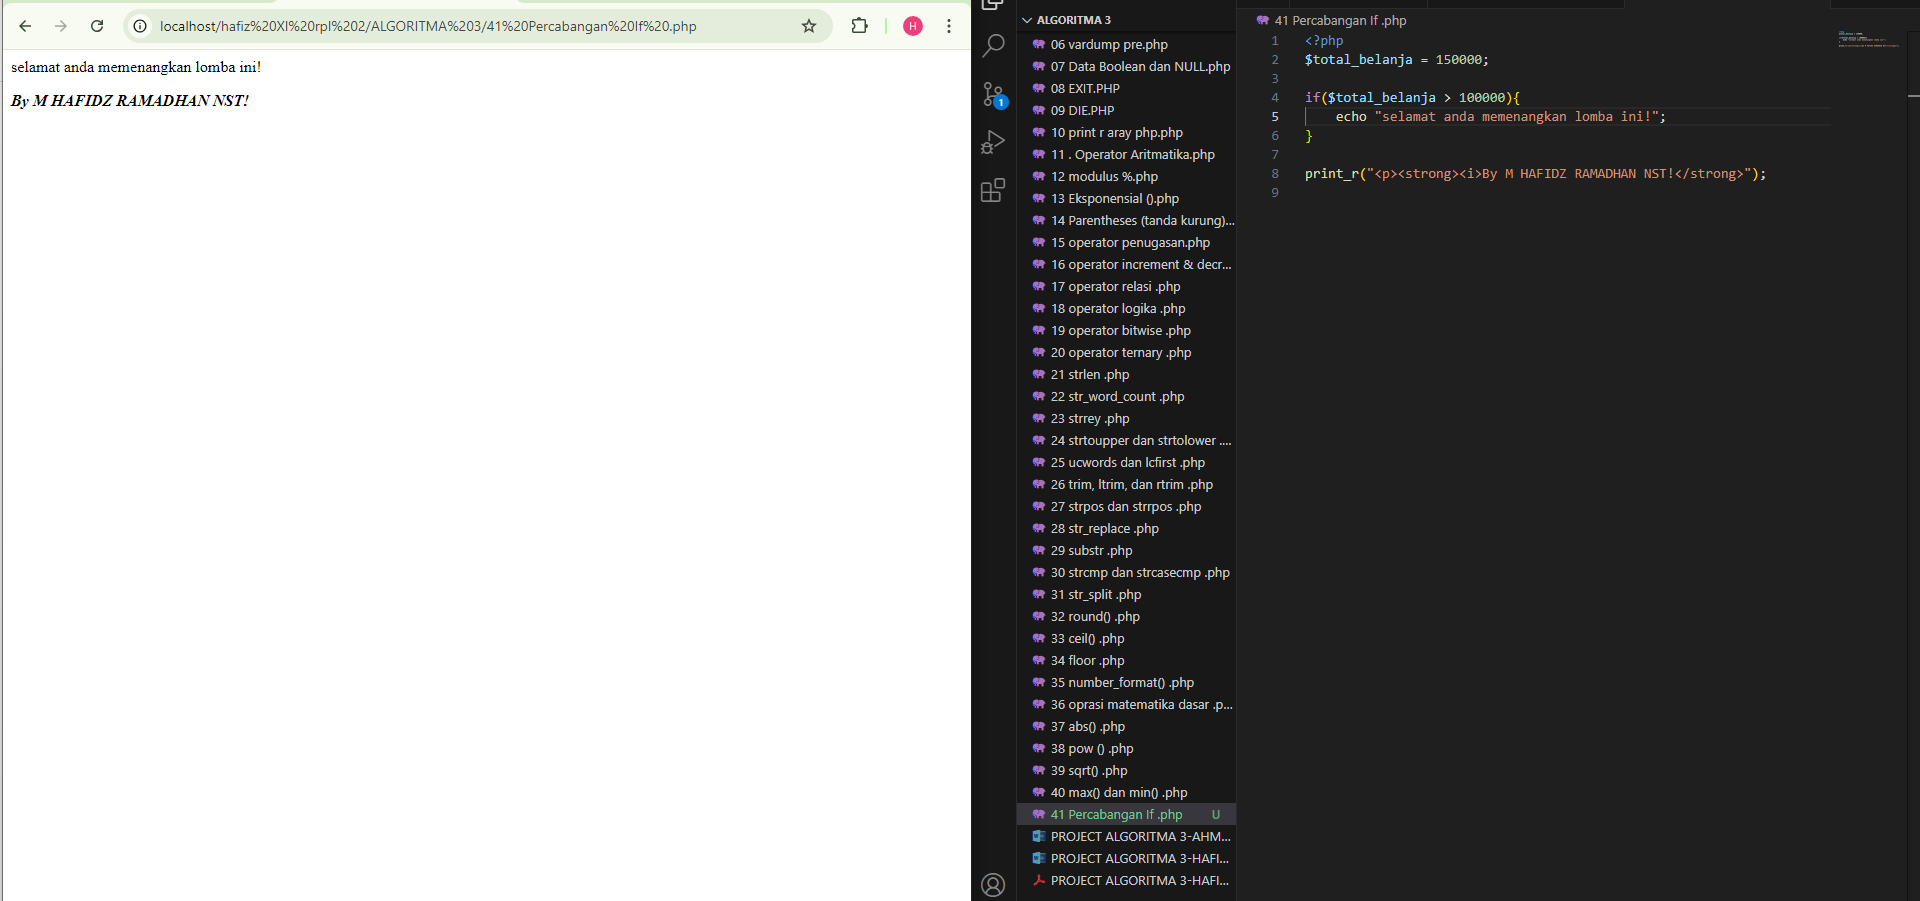 localhost/hafiz%20XI%20rpl%202/ALGORITMA%203/41%20Percabangan%20If%20.php
H
selamat anda memenangkan lomba ini!
By M HAFIDZ RAMADHAN NST!
1
ALGORITMA 3
06 vardump pre.php
07 Data Boolean dan NULL.php
08 EXIT.PHP
09 DIE.PHP
10 print r aray php.php
11 . Operator Aritmatika.php
12 modulus %.php
13 Eksponensial ().php
14 Parentheses (tanda kurung)...
15 operator penugasan.php
16 operator increment & decr...
17 operator relasi .php
18 operator logika .php
19 operator bitwise .php
20 operator ternary .php
21 strlen .php
22 str_word_count .php
23 strrey .php
24 strtoupper dan strtolower ....
25 ucwords dan lcfirst .php
26 trim, ltrim, dan rtrim .php
27 strpos dan strrpos .php
28 str_replace .php
29 substr .php
30 strcmp dan strcasecmp .php
31 str_split .php
32 round() .php
33 ceil() .php
34 floor .php
35 number_format() .php
36 oprasi matematika dasar .p...
37 abs() .php
38 pow () .php
39 sqrt() .php
40 max() dan min() .php
41 Percabangan If .php U
PROJECT ALGORITMA 3-AHM...
PROJECT ALGORITMA 3-HAFI...
PROJECT ALGORITMA 3-HAFI...
41 Percabangan If .php
1 <?php
2 $total_belanja = 150000;
3
4 if($total_belanja > 100000){
5 echo "selamat anda memenangkan lomba ini!";
6 }
7
8 print_r("<p><strong><i>By M HAFIDZ RAMADHAN NST!</strong>");
9